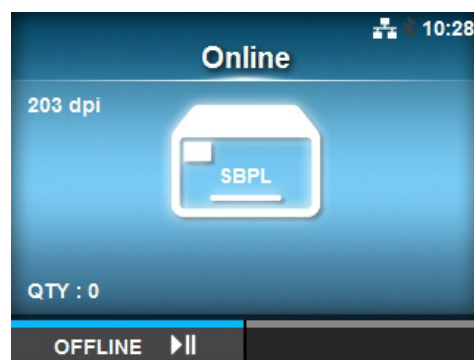 10:28
Online
203 dpi
SBPL
QTY : 0
OFFLINE